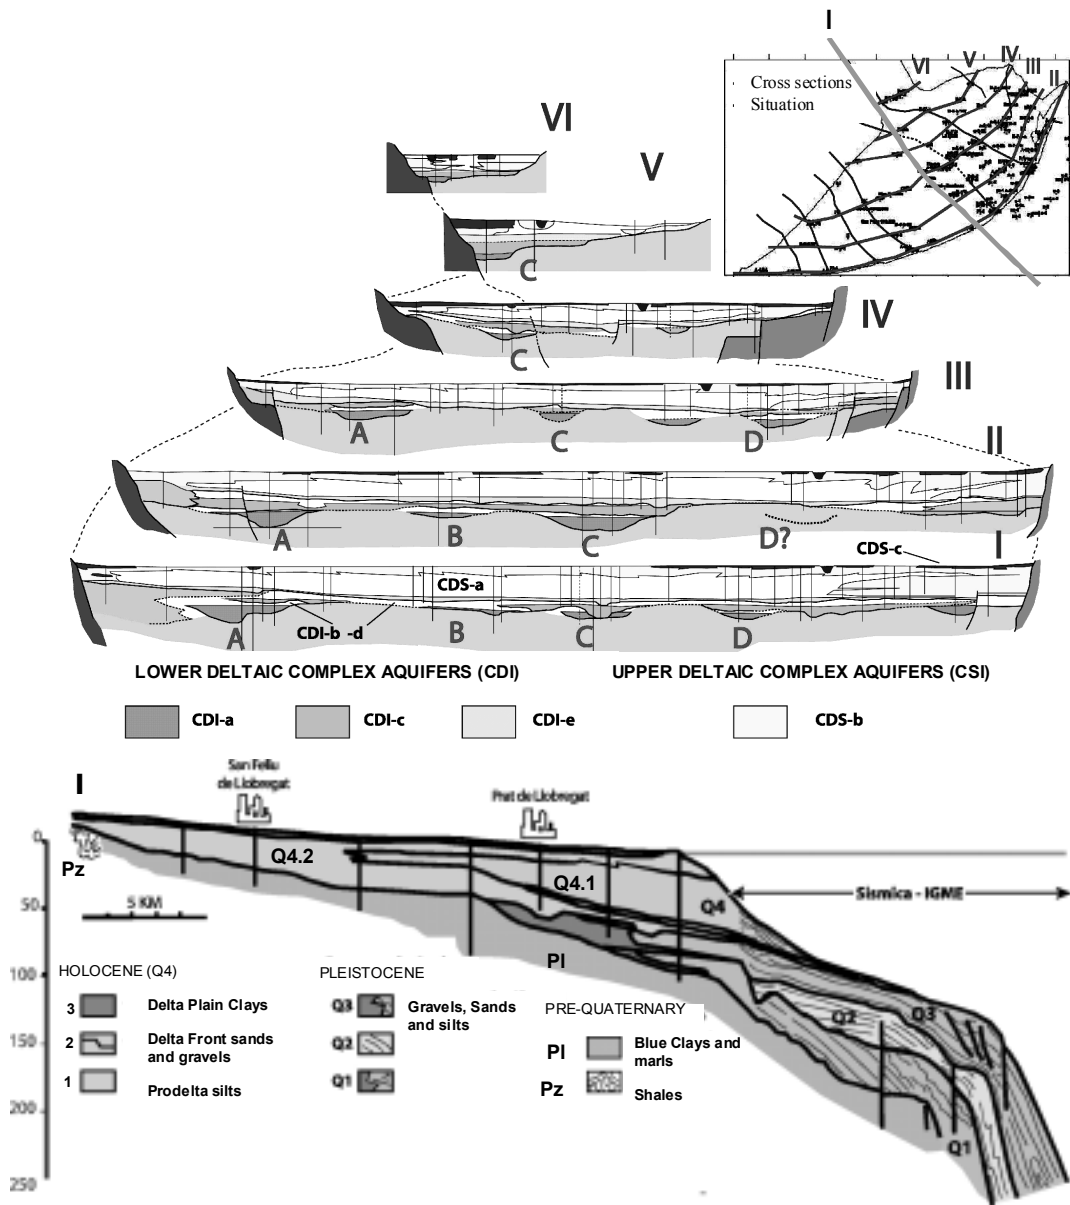 I
Cross sections
Situation
VI
V
IV
III
II
VI
V
C
IV
C
III
A
C
D
II
A
B
C
D?
CDS-c
I
CDS-a
CDI-b -d
A
B
C
D
LOWER DELTAIC COMPLEX AQUIFERS (CDI)
UPPER DELTAIC COMPLEX AQUIFERS (CSI)
CDI-a
CDI-c
CDI-e
CDS-b
I
San Feliu
de Llobregat
Prat de Llobregat
0
Pz
Q4.2
Q4.1
Q4
Sismica - IGME
5 KM
50
Pl
100
150
200
250
Q2
Q3
Q1
HOLOCENE (Q4)
3 Delta Plain Clays
2 Delta Front sands
and gravels
1 Prodelta silts
PLEISTOCENE
Q3
Q2
Q1
Gravels, Sands
and silts
PRE-QUATERNARY
Pl Blue Clays and
marls
Pz Shales